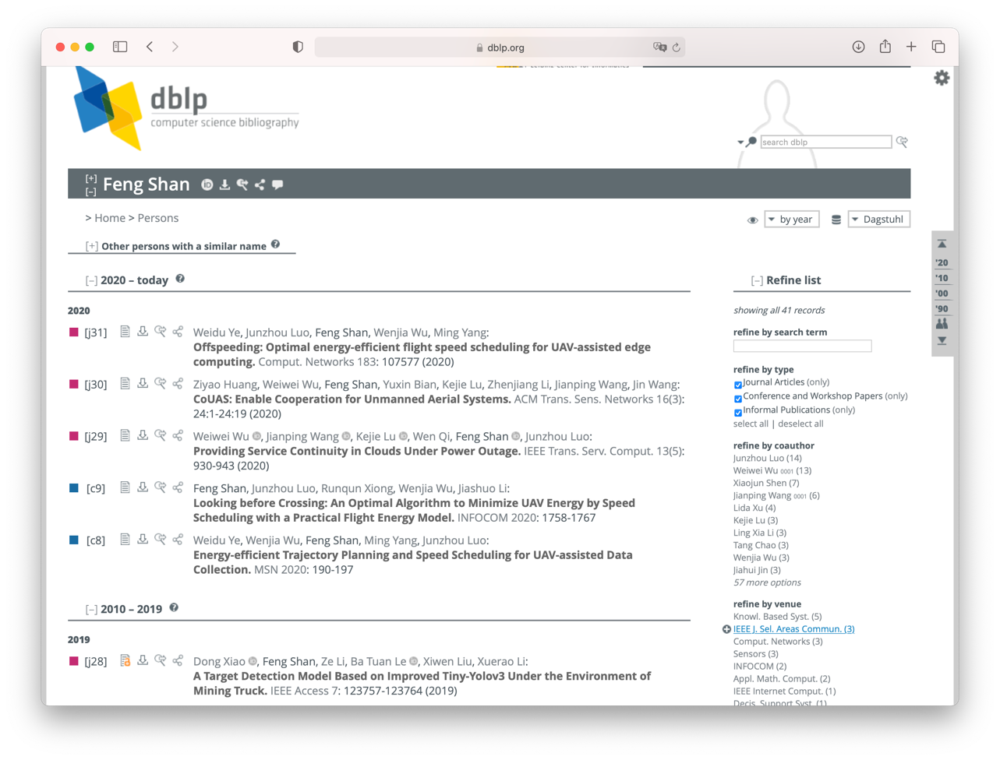 dblp.org
dblp
computer science bibliography
search dblp
[+]
[–]
Feng Shan
> Home > Persons
by year
Dagstuhl
[+] Other persons with a similar name ?
[–] 2020 – today ?
2020
[j31]
Weidu Ye, Junzhou Luo, Feng Shan, Wenjia Wu, Ming Yang:
Offspeeding: Optimal energy-efficient flight speed scheduling for UAV-assisted edge
computing. Comput. Networks 183: 107577 (2020)
[j30]
Ziyao Huang, Weiwei Wu, Feng Shan, Yuxin Bian, Kejie Lu, Zhenjiang Li, Jianping Wang, Jin Wang:
CoUAS: Enable Cooperation for Unmanned Aerial Systems. ACM Trans. Sens. Networks 16(3):
24:1-24:19 (2020)
[j29]
Weiwei Wu iD, Jianping Wang iD, Kejie Lu iD, Wen Qi, Feng Shan iD, Junzhou Luo:
Providing Service Continuity in Clouds Under Power Outage. IEEE Trans. Serv. Comput. 13(5):
930-943 (2020)
[c9]
Feng Shan, Junzhou Luo, Runqun Xiong, Wenjia Wu, Jiashuo Li:
Looking before Crossing: An Optimal Algorithm to Minimize UAV Energy by Speed
Scheduling with a Practical Flight Energy Model. INFOCOM 2020: 1758-1767
[c8]
Weidu Ye, Wenjia Wu, Feng Shan, Ming Yang, Junzhou Luo:
Energy-efficient Trajectory Planning and Speed Scheduling for UAV-assisted Data
Collection. MSN 2020: 190-197
[–] 2010 – 2019 ?
2019
[j28]
Dong Xiao iD, Feng Shan, Ze Li, Ba Tuan Le iD, Xiwen Liu, Xuerao Li:
A Target Detection Model Based on Improved Tiny-Yolov3 Under the Environment of
Mining Truck. IEEE Access 7: 123757-123764 (2019)
[–] Refine list
showing all 41 records
refine by search term
refine by type
Journal Articles (only)
Conference and Workshop Papers (only)
Informal Publications (only)
select all | deselect all
refine by coauthor
Junzhou Luo (14)
Weiwei Wu 0001 (13)
Xiaojun Shen (7)
Jianping Wang 0001 (6)
Lida Xu (4)
Kejie Lu (3)
Ling Xia Li (3)
Tang Chao (3)
Wenjia Wu (3)
Jiahui Jin (3)
57 more options
refine by venue
Knowl. Based Syst. (5)
IEEE J. Sel. Areas Commun. (3)
Comput. Networks (3)
Sensors (3)
INFOCOM (2)
Appl. Math. Comput. (2)
IEEE Internet Comput. (1)
Decis. Support Syst. (1)
'20
'10
'00
'90